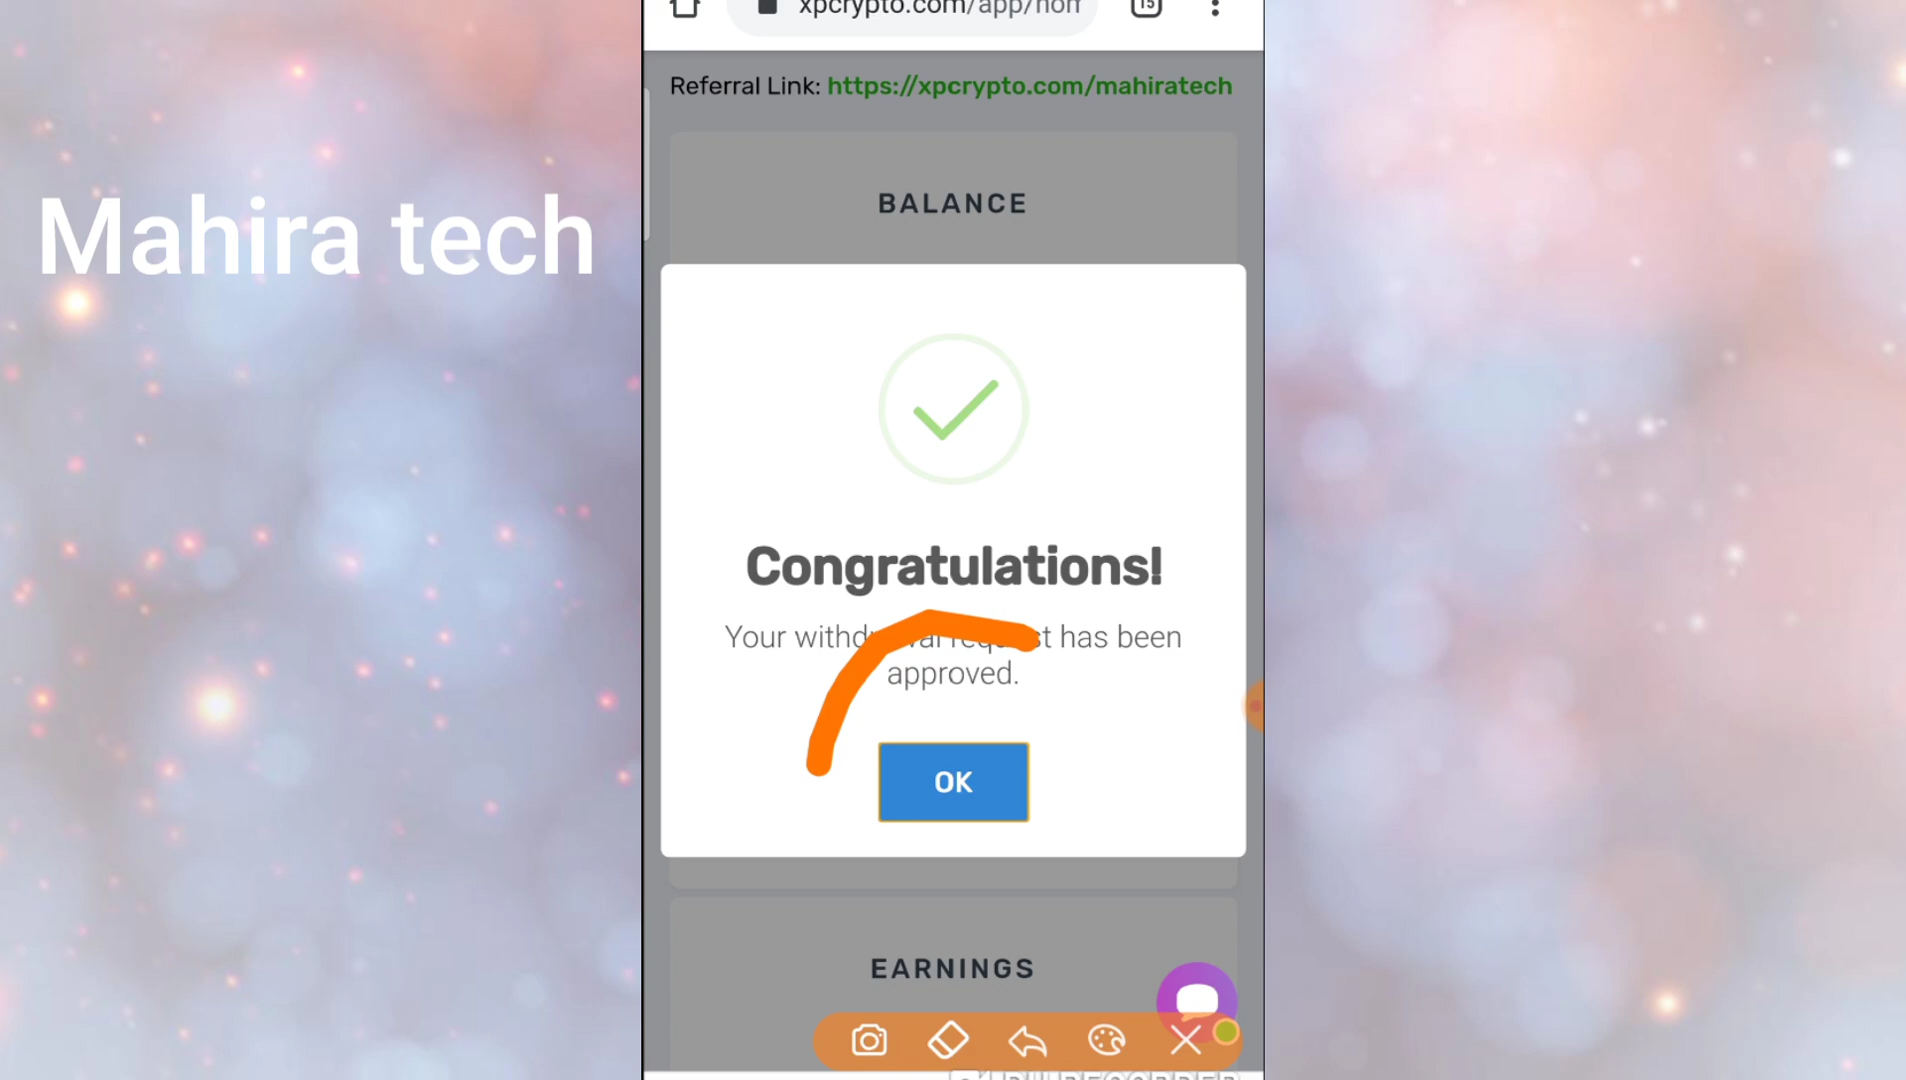 xpcrypto.com/app/hom
15
Referral Link: https://xpcrypto.com/mahiratech
BALANCE
Mahira tech
Congratulations!
Your withdrawal request has been
approved.
OK
EARNINGS